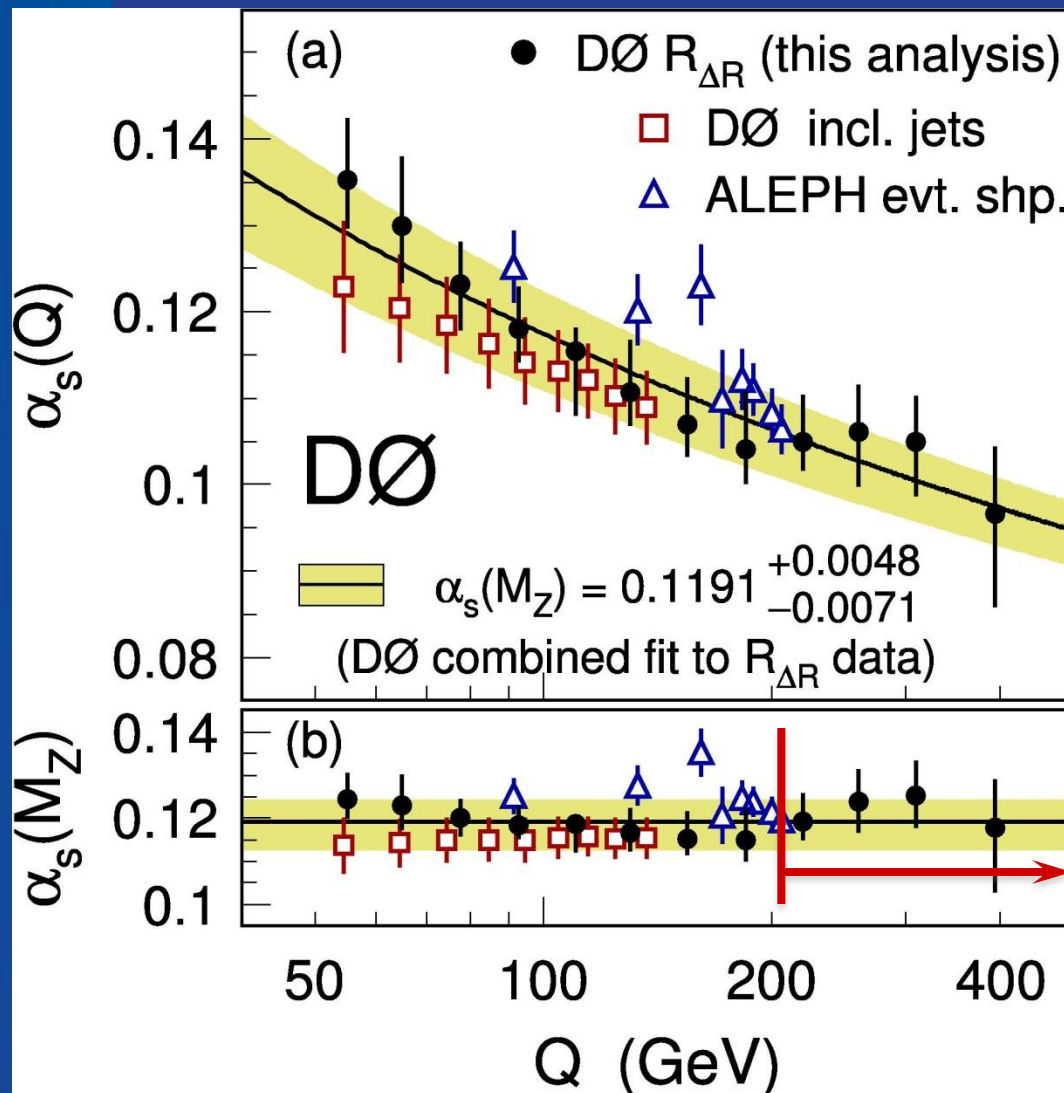 (a)
DØ R_ΔR (this analysis)
DØ incl. jets
ALEPH evt. shp.
0.14
0.12
0.1
0.08
α_s(Q)
DØ
α_s(M_Z) = 0.1191 +0.0048 −0.0071
(DØ combined fit to R_ΔR data)
(b)
0.14
0.12
0.1
α_s(M_Z)
50 100 200 400
Q (GeV)